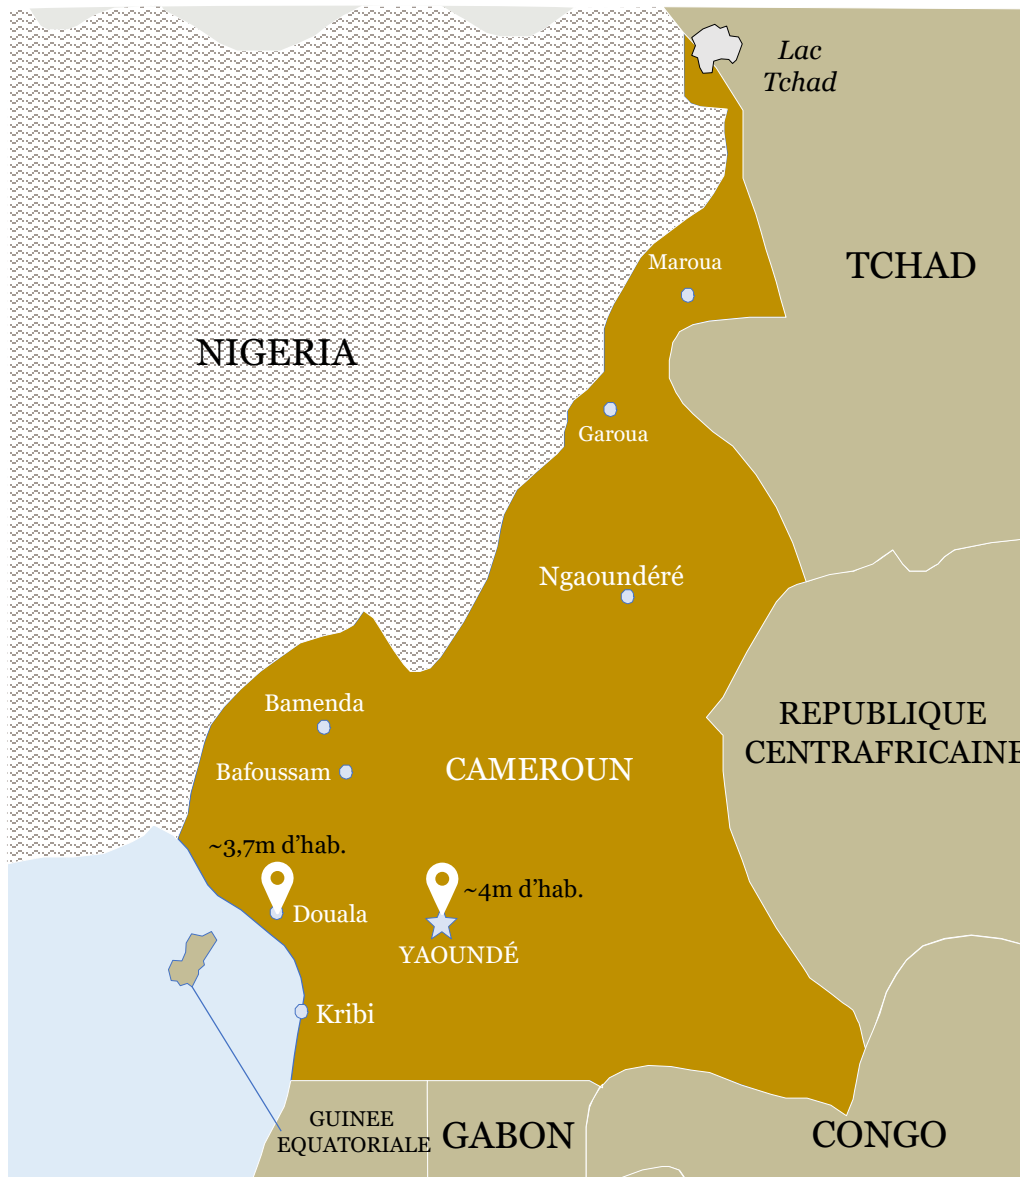 Lac
Tchad
TCHAD
Maroua
NIGERIA
Garoua
Ngaoundéré
Bamenda
REPUBLIQUE
CENTRAFRICAINE
Bafoussam
CAMEROUN
~3,7m d’hab.
~4m d’hab.
Douala
YAOUNDÉ
Kribi
GUINEE
EQUATORIALE
GABON
CONGO